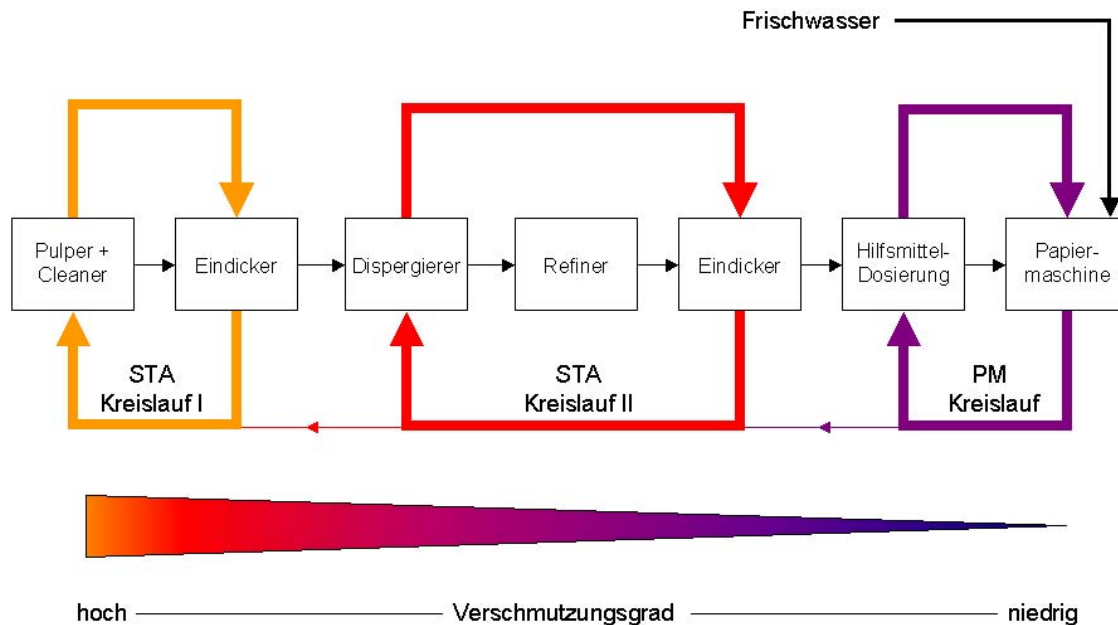 Frischwasser
Pulper +
Cleaner
Eindicker
Dispergierer
Refiner
Eindicker
Hilfsmittel-
Dosierung
Papier-
maschine
STA
Kreislauf I
STA
Kreislauf II
PM
Kreislauf
hoch
Verschmutzungsgrad
niedrig